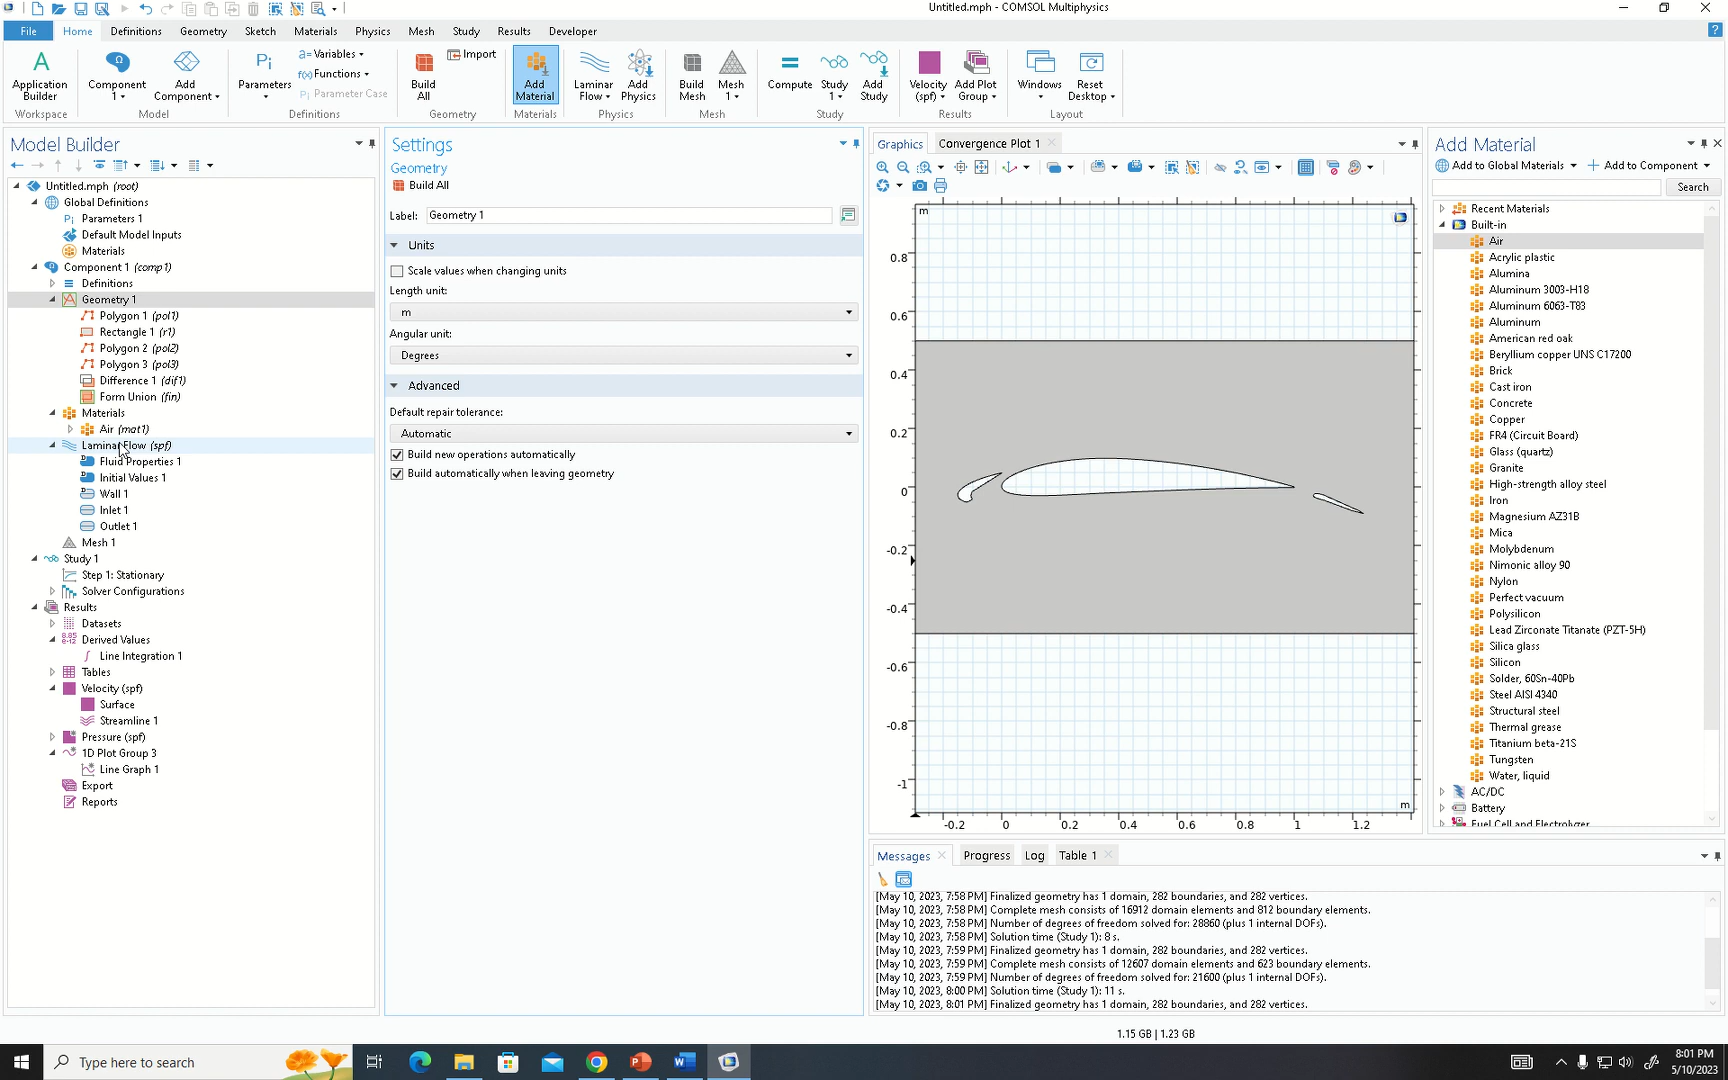 Untitled.mph - COMSOL Multiphysics
File Home Definitions Geometry Sketch Materials Physics Mesh Study Results Developer
Application Builder
Workspace
Component 1
Add Component
Model
Pi
Parameters
a= Variables
f(x) Functions
Pi Parameter Case
Definitions
Build All
Import
Geometry
Add Material
Materials
Laminar Flow
Add Physics
Physics
Build Mesh
Mesh 1
Mesh
Compute
Study 1
Add Study
Study
Velocity (spf)
Add Plot Group
Results
Windows
Reset Desktop
Layout
Model Builder
Untitled.mph (root)
Global Definitions
Pi Parameters 1
Default Model Inputs
Materials
Component 1 (comp1)
Definitions
Geometry 1
Polygon 1 (pol1)
Rectangle 1 (r1)
Polygon 2 (pol2)
Polygon 3 (pol3)
Difference 1 (dif1)
Form Union (fin)
Materials
Air (mat1)
Laminar Flow (spf)
Fluid Properties 1
Initial Values 1
Wall 1
Inlet 1
Outlet 1
Mesh 1
Study 1
Step 1: Stationary
Solver Configurations
Results
Datasets
8.85
e-12
Derived Values
Line Integration 1
Tables
Velocity (spf)
Surface
Streamline 1
Pressure (spf)
1D Plot Group 3
Line Graph 1
Export
Reports
Settings
Geometry
Build All
Label: Geometry 1
Units
Scale values when changing units
Length unit:
m
Angular unit:
Degrees
Advanced
Default repair tolerance:
Automatic
Build new operations automatically
Build automatically when leaving geometry
Graphics Convergence Plot 1
m
0.8
0.6
0.4
0.2
0
-0.2
-0.4
-0.6
-0.8
-1
m
-0.2 0 0.2 0.4 0.6 0.8 1 1.2
Add Material
Add to Global Materials Add to Component
Search
Recent Materials
Built-in
Air
Acrylic plastic
Alumina
Aluminum 3003-H18
Aluminum 6063-T83
Aluminum
American red oak
Beryllium copper UNS C17200
Brick
Cast iron
Concrete
Copper
FR4 (Circuit Board)
Glass (quartz)
Granite
High-strength alloy steel
Iron
Magnesium AZ31B
Mica
Molybdenum
Nimonic alloy 90
Nylon
Perfect vacuum
Polysilicon
Lead Zirconate Titanate (PZT-5H)
Silica glass
Silicon
Solder, 60Sn-40Pb
Steel AISI 4340
Structural steel
Thermal grease
Titanium beta-21S
Tungsten
Water, liquid
AC/DC
Battery
Fuel Cell and Electrolyzer
Messages Progress Log Table 1
[May 10, 2023, 7:58 PM] Finalized geometry has 1 domain, 282 boundaries, and 282 vertices.
[May 10, 2023, 7:58 PM] Complete mesh consists of 16912 domain elements and 812 boundary elements.
[May 10, 2023, 7:58 PM] Number of degrees of freedom solved for: 28860 (plus 1 internal DOFs).
[May 10, 2023, 7:58 PM] Solution time (Study 1): 8 s.
[May 10, 2023, 7:59 PM] Finalized geometry has 1 domain, 282 boundaries, and 282 vertices.
[May 10, 2023, 7:59 PM] Complete mesh consists of 12607 domain elements and 623 boundary elements.
[May 10, 2023, 7:59 PM] Number of degrees of freedom solved for: 21600 (plus 1 internal DOFs).
[May 10, 2023, 8:00 PM] Solution time (Study 1): 11 s.
[May 10, 2023, 8:01 PM] Finalized geometry has 1 domain, 282 boundaries, and 282 vertices.
1.15 GB | 1.23 GB
Type here to search
8:01 PM
5/10/2023